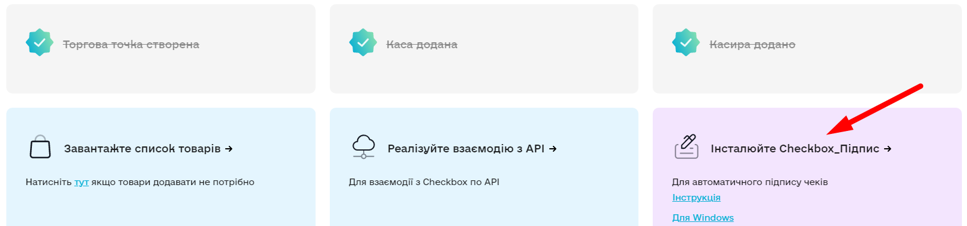 Торгова точка створена
Каса додана
Касира додано
Завантажте список товарів →
Натисніть тут якщо товари додавати не потрібно
Реалізуйте взаємодію з API →
Для взаємодії з Checkbox по API
Інсталюйте Checkbox_Підпис →
Для автоматичного підпису чеків
Інструкція
Для Windows